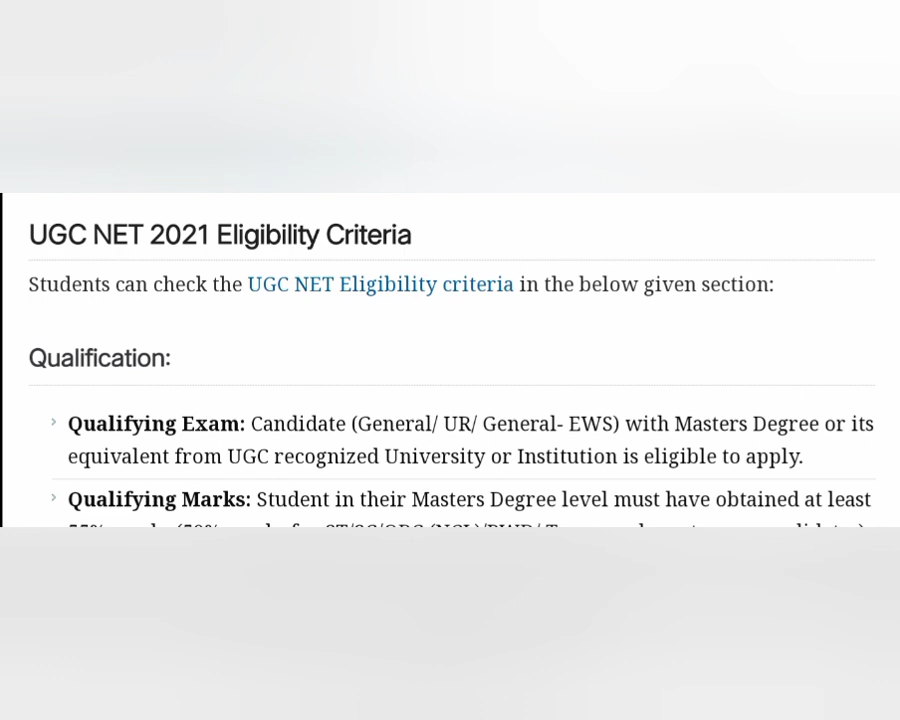 UGC NET 2021 Eligibility Criteria
Students can check the UGC NET Eligibility criteria in the below given section:
Qualification:
Qualifying Exam: Candidate (General/ UR/ General- EWS) with Masters Degree or its
equivalent from UGC recognized University or Institution is eligible to apply.
Qualifying Marks: Student in their Masters Degree level must have obtained at least